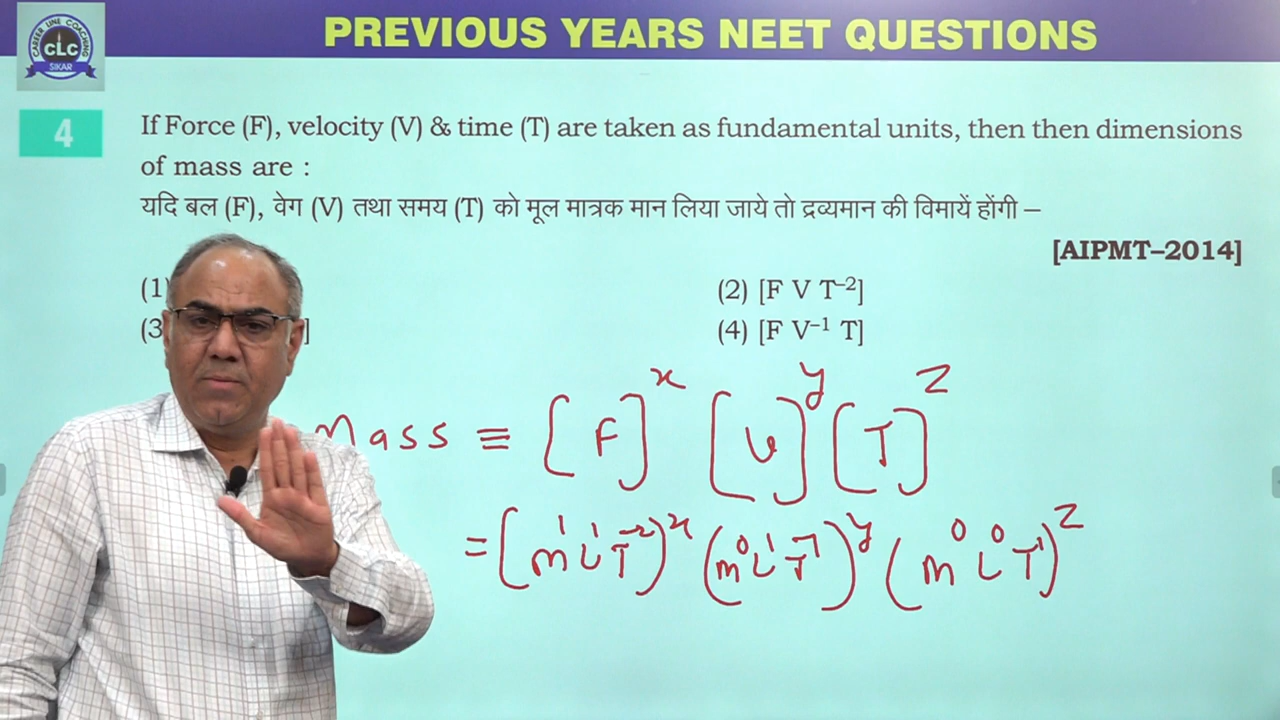 PREVIOUS YEARS NEET QUESTIONS
CAREER LINE COACHING
CLC
SIKAR
4
If Force (F), velocity (V) & time (T) are taken as fundamental units, then then dimensions
of mass are :
यदि बल (F), वेग (V) तथा समय (T) को मूल मात्रक मान लिया जाये तो द्रव्यमान की विमायें होंगी –
[AIPMT–2014]
(1) (2) [F V T⁻²]
(3 ] (4) [F V⁻¹ T]
Mass ≡ [F]ˣ [V]ʸ [T]ᶻ
= (M¹L¹T⁻²)ˣ (M⁰L¹T⁻¹)ʸ (M⁰L⁰T¹)ᶻ